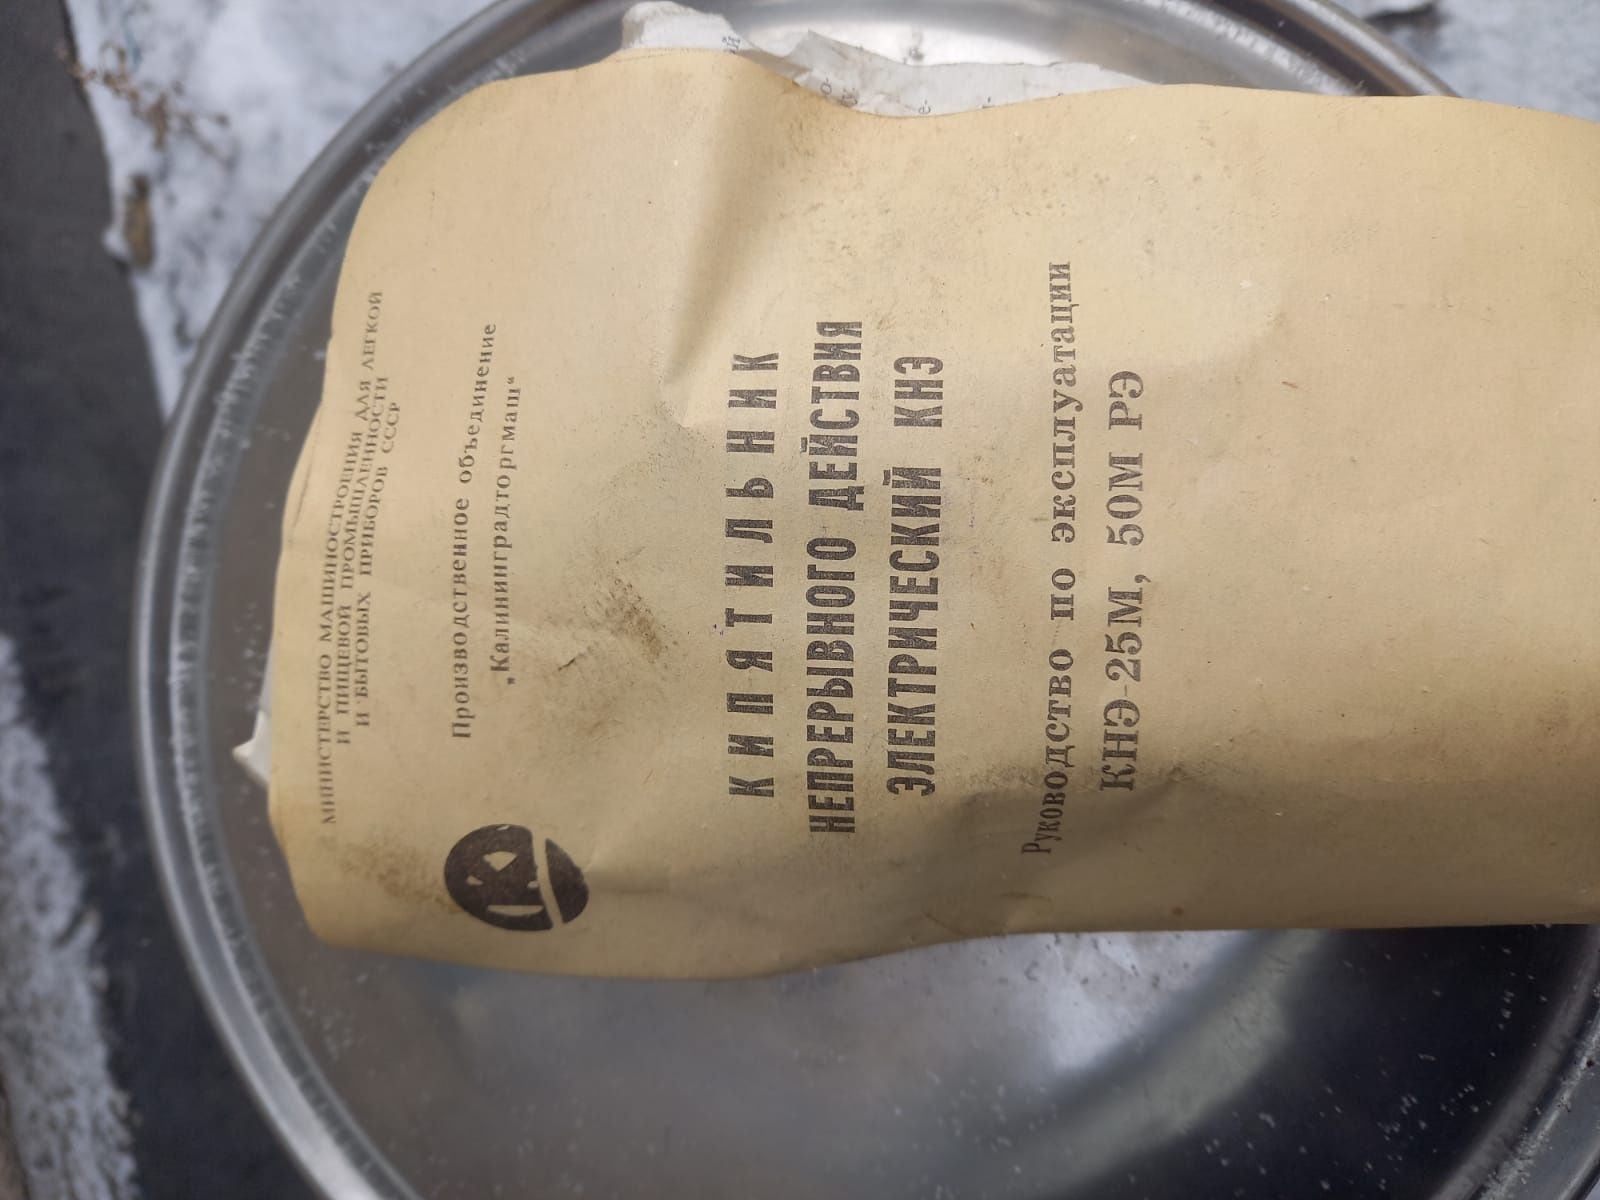 МИНИСТЕРСТВО МАШИНОСТРОЕНИЯ ДЛЯ ЛЕГКОЙ
И ПИЩЕВОЙ ПРОМЫШЛЕННОСТИ
И БЫТОВЫХ ПРИБОРОВ СССР
Производственное объединение
„Калининградторгмаш“
КИПЯТИЛЬНИК
НЕПРЕРЫВНОГО ДЕЙСТВИЯ
ЭЛЕКТРИЧЕСКИЙ КНЭ
Руководство по эксплуатации
КНЭ-25М, 50М РЭ